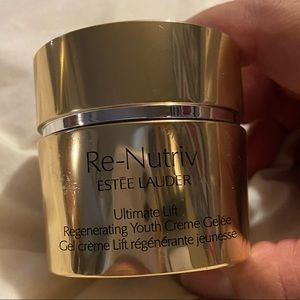 Re-Nutriv
ESTĒE LAUDER
Ultimate Lift
Regenerating Youth Creme Gelée
Gel crème Lift régénérante jeunesse